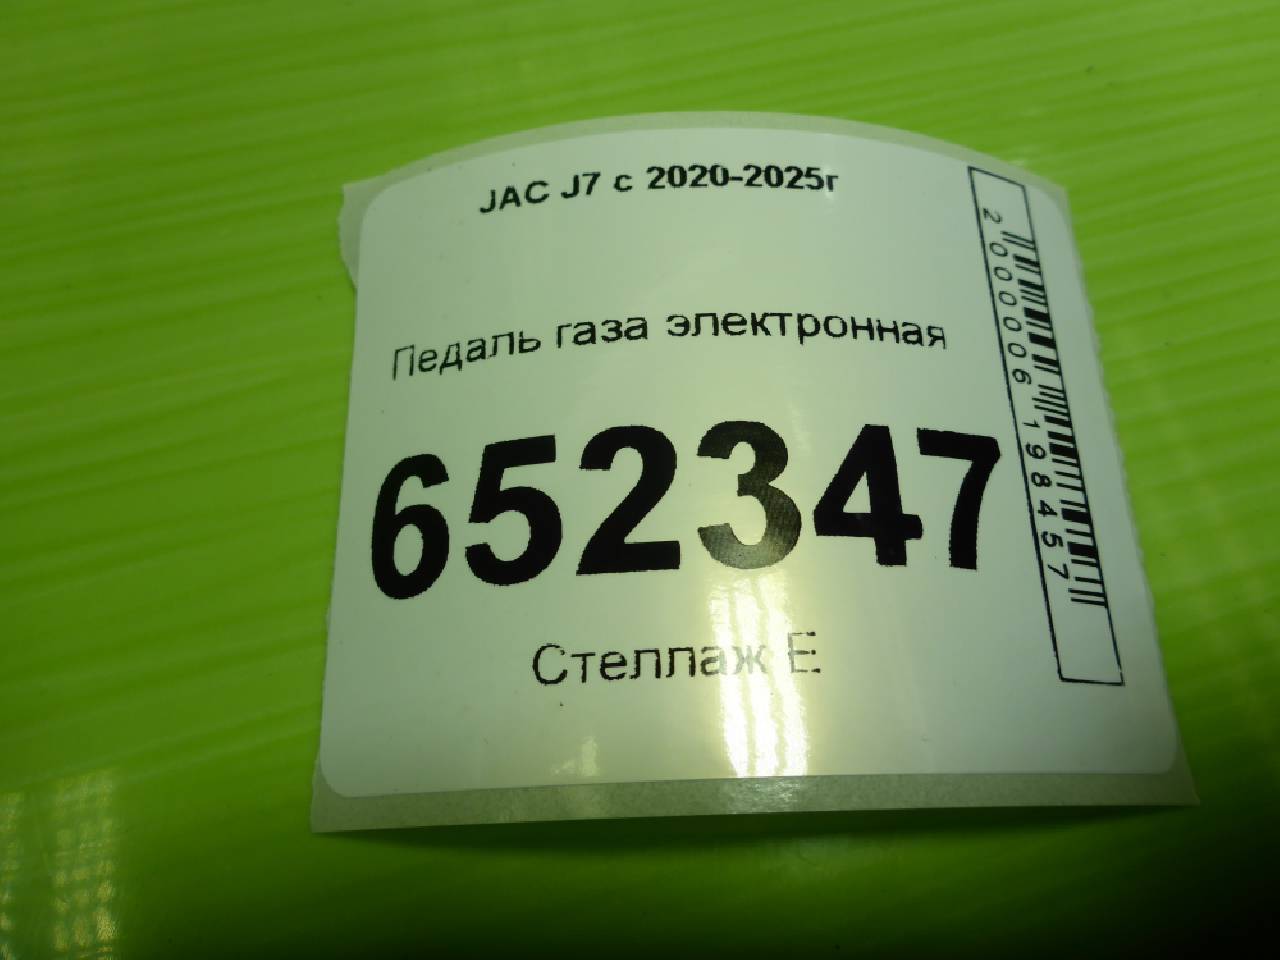 JAC J7 с 2020-2025г
Педаль газа электронная
652347
Стеллаж Е
2000006198457